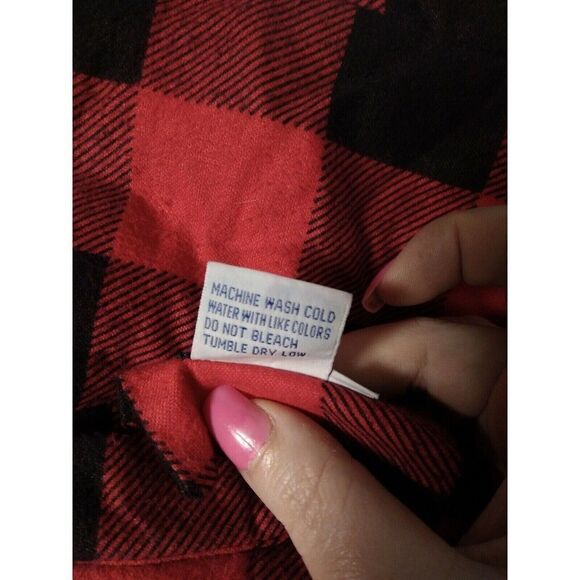 MACHINE WASH COLD
WATER WITH LIKE COLORS
DO NOT BLEACH
TUMBLE DRY LOW